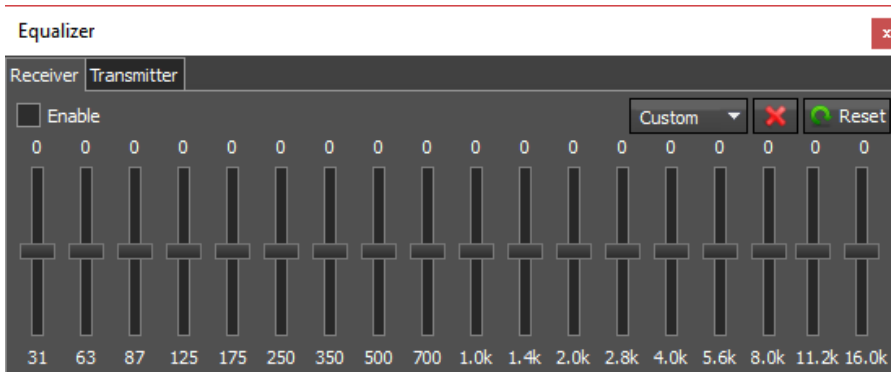 Equalizer x
Receiver Transmitter
Enable Custom Reset
0 0 0 0 0 0 0 0 0 0 0 0 0 0 0 0 0 0
31 63 87 125 175 250 350 500 700 1.0k 1.4k 2.0k 2.8k 4.0k 5.6k 8.0k 11.2k 16.0k